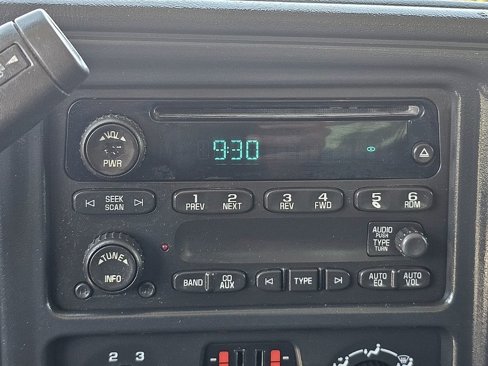 VOL
PWR
9:30
SEEK
SCAN
1 2 3 4 5 6
PREV NEXT REV FWD RDM
AUDIO
PUSH
TYPE
TURN
TUNE
INFO
BAND CD AUX TYPE AUTO EQ AUTO VOL
2 3